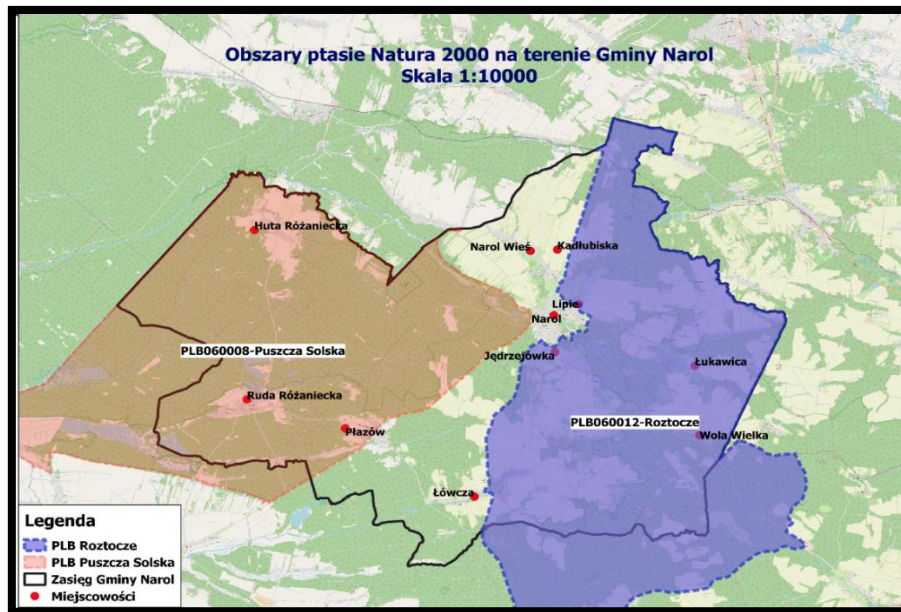 Obszary ptasie Natura 2000 na terenie Gminy Narol
Skala 1:10000
Huta Różaniecka
Narol Wieś
Kadłubiska
Lipie
Narol
PLB060008-Puszcza Solska
Jędrzejówka
Łukawica
Ruda Różaniecka
PLB060012-Roztocze
Płazów
Wola Wielka
Łówcza
Legenda
PLB Roztocze
PLB Puszcza Solska
Zasięg Gminy Narol
Miejscowości